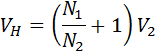 V_H = (N_1/N_2 + 1) V_2